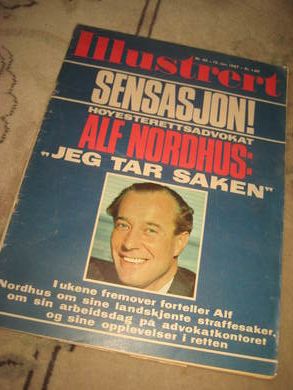 Illustrert
SENSASJON!
HØYESTERETTSADVOKAT
ALF NORDHUS:
„JEG TAR SAKEN"
I ukene fremover forteller Alf
Nordhus om sine landskjente straffesaker,
om sin arbeidsdag på advokatkontoret
og sine opplevelser i retten